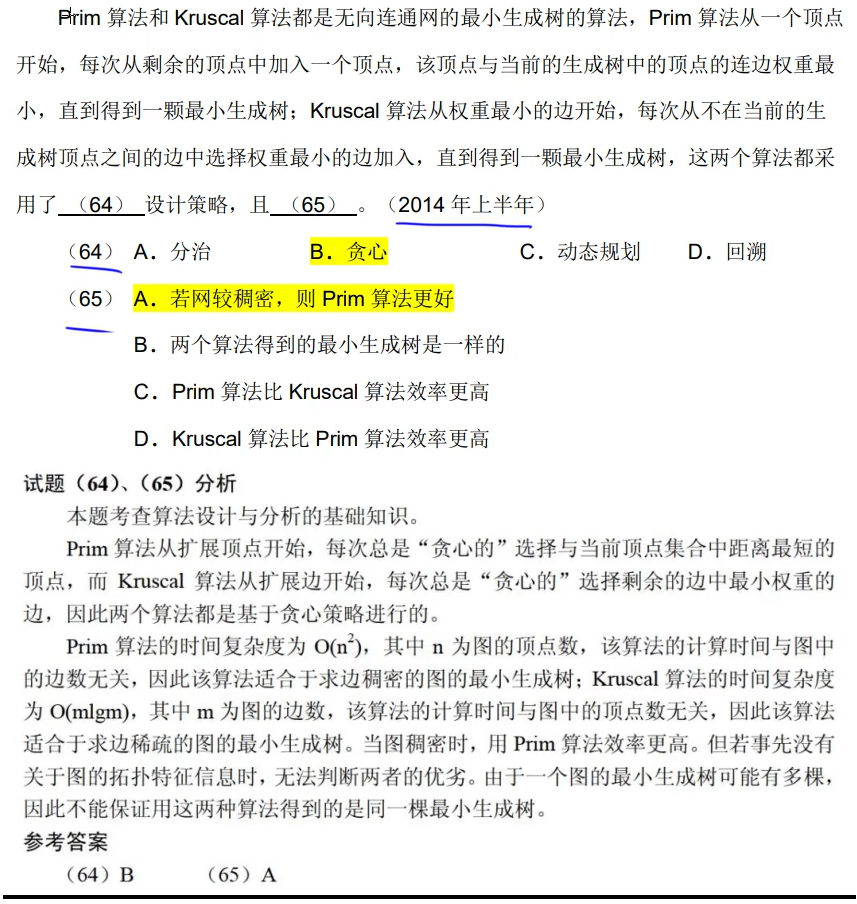 Prim 算法和 Kruscal 算法都是无向连通网的最小生成树的算法，Prim 算法从一个顶点
开始，每次从剩余的顶点中加入一个顶点，该顶点与当前的生成树中的顶点的连边权重最
小，直到得到一颗最小生成树；Kruscal 算法从权重最小的边开始，每次从不在当前的生
成树顶点之间的边中选择权重最小的边加入，直到得到一颗最小生成树，这两个算法都采
用了 （64） 设计策略，且 （65） 。（2014 年上半年）
（64） A．分治 B．贪心 C．动态规划 D．回溯
（65） A．若网较稠密，则 Prim 算法更好
B．两个算法得到的最小生成树是一样的
C．Prim 算法比 Kruscal 算法效率更高
D．Kruscal 算法比 Prim 算法效率更高
试题（64）、（65）分析
本题考查算法设计与分析的基础知识。
Prim 算法从扩展顶点开始，每次总是“贪心的”选择与当前顶点集合中距离最短的
顶点，而 Kruscal 算法从扩展边开始，每次总是“贪心的”选择剩余的边中最小权重的
边，因此两个算法都是基于贪心策略进行的。
Prim 算法的时间复杂度为 O(n²)，其中 n 为图的顶点数，该算法的计算时间与图中
的边数无关，因此该算法适合于求边稠密的图的最小生成树；Kruscal 算法的时间复杂度
为 O(mlgm)，其中 m 为图的边数，该算法的计算时间与图中的顶点数无关，因此该算法
适合于求边稀疏的图的最小生成树。当图稠密时，用 Prim 算法效率更高。但若事先没有
关于图的拓扑特征信息时，无法判断两者的优劣。由于一个图的最小生成树可能有多棵，
因此不能保证用这两种算法得到的是同一棵最小生成树。
参考答案
（64）B （65）A